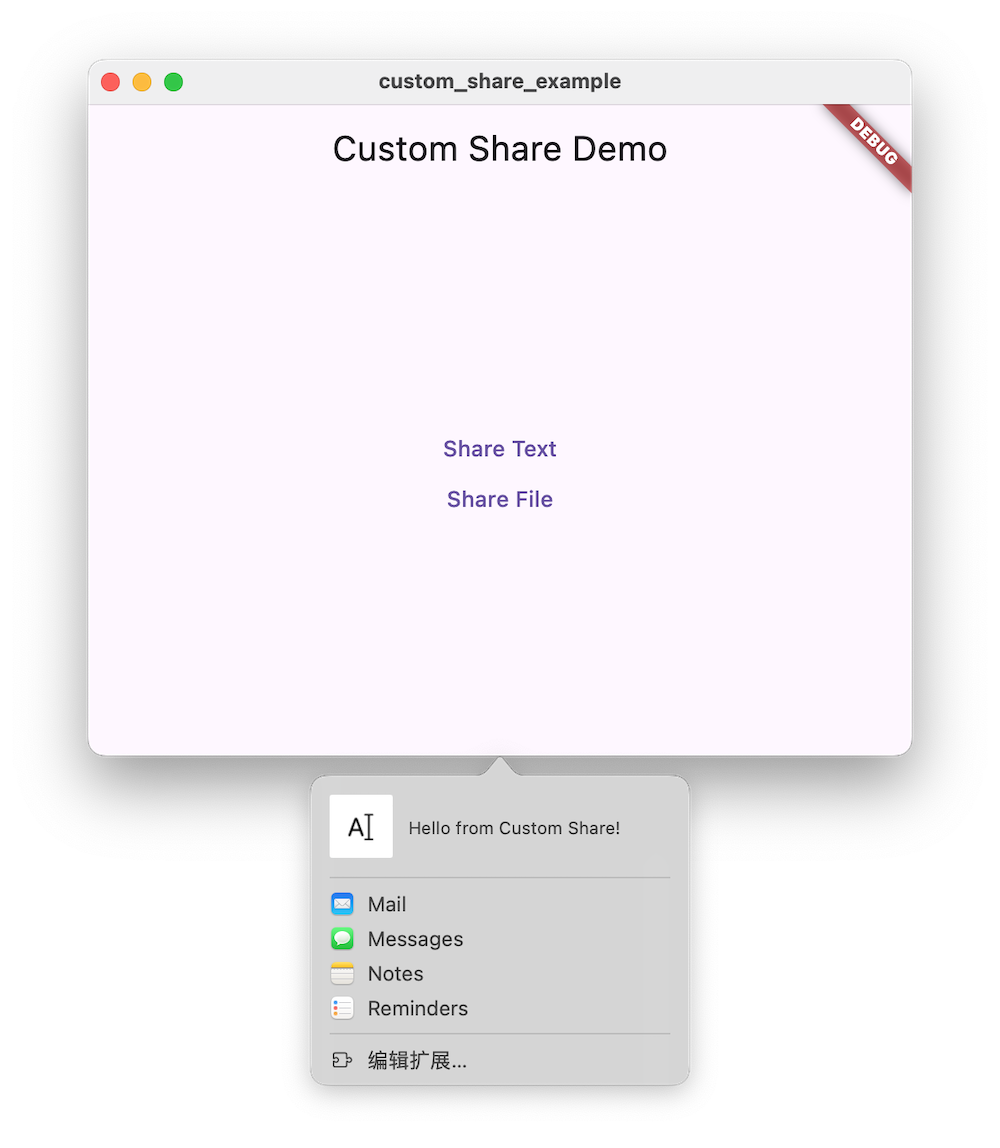 custom_share_example
DEBUG
Custom Share Demo
Share Text
Share File
A
Hello from Custom Share!
Mail
Messages
Notes
Reminders
编辑扩展...